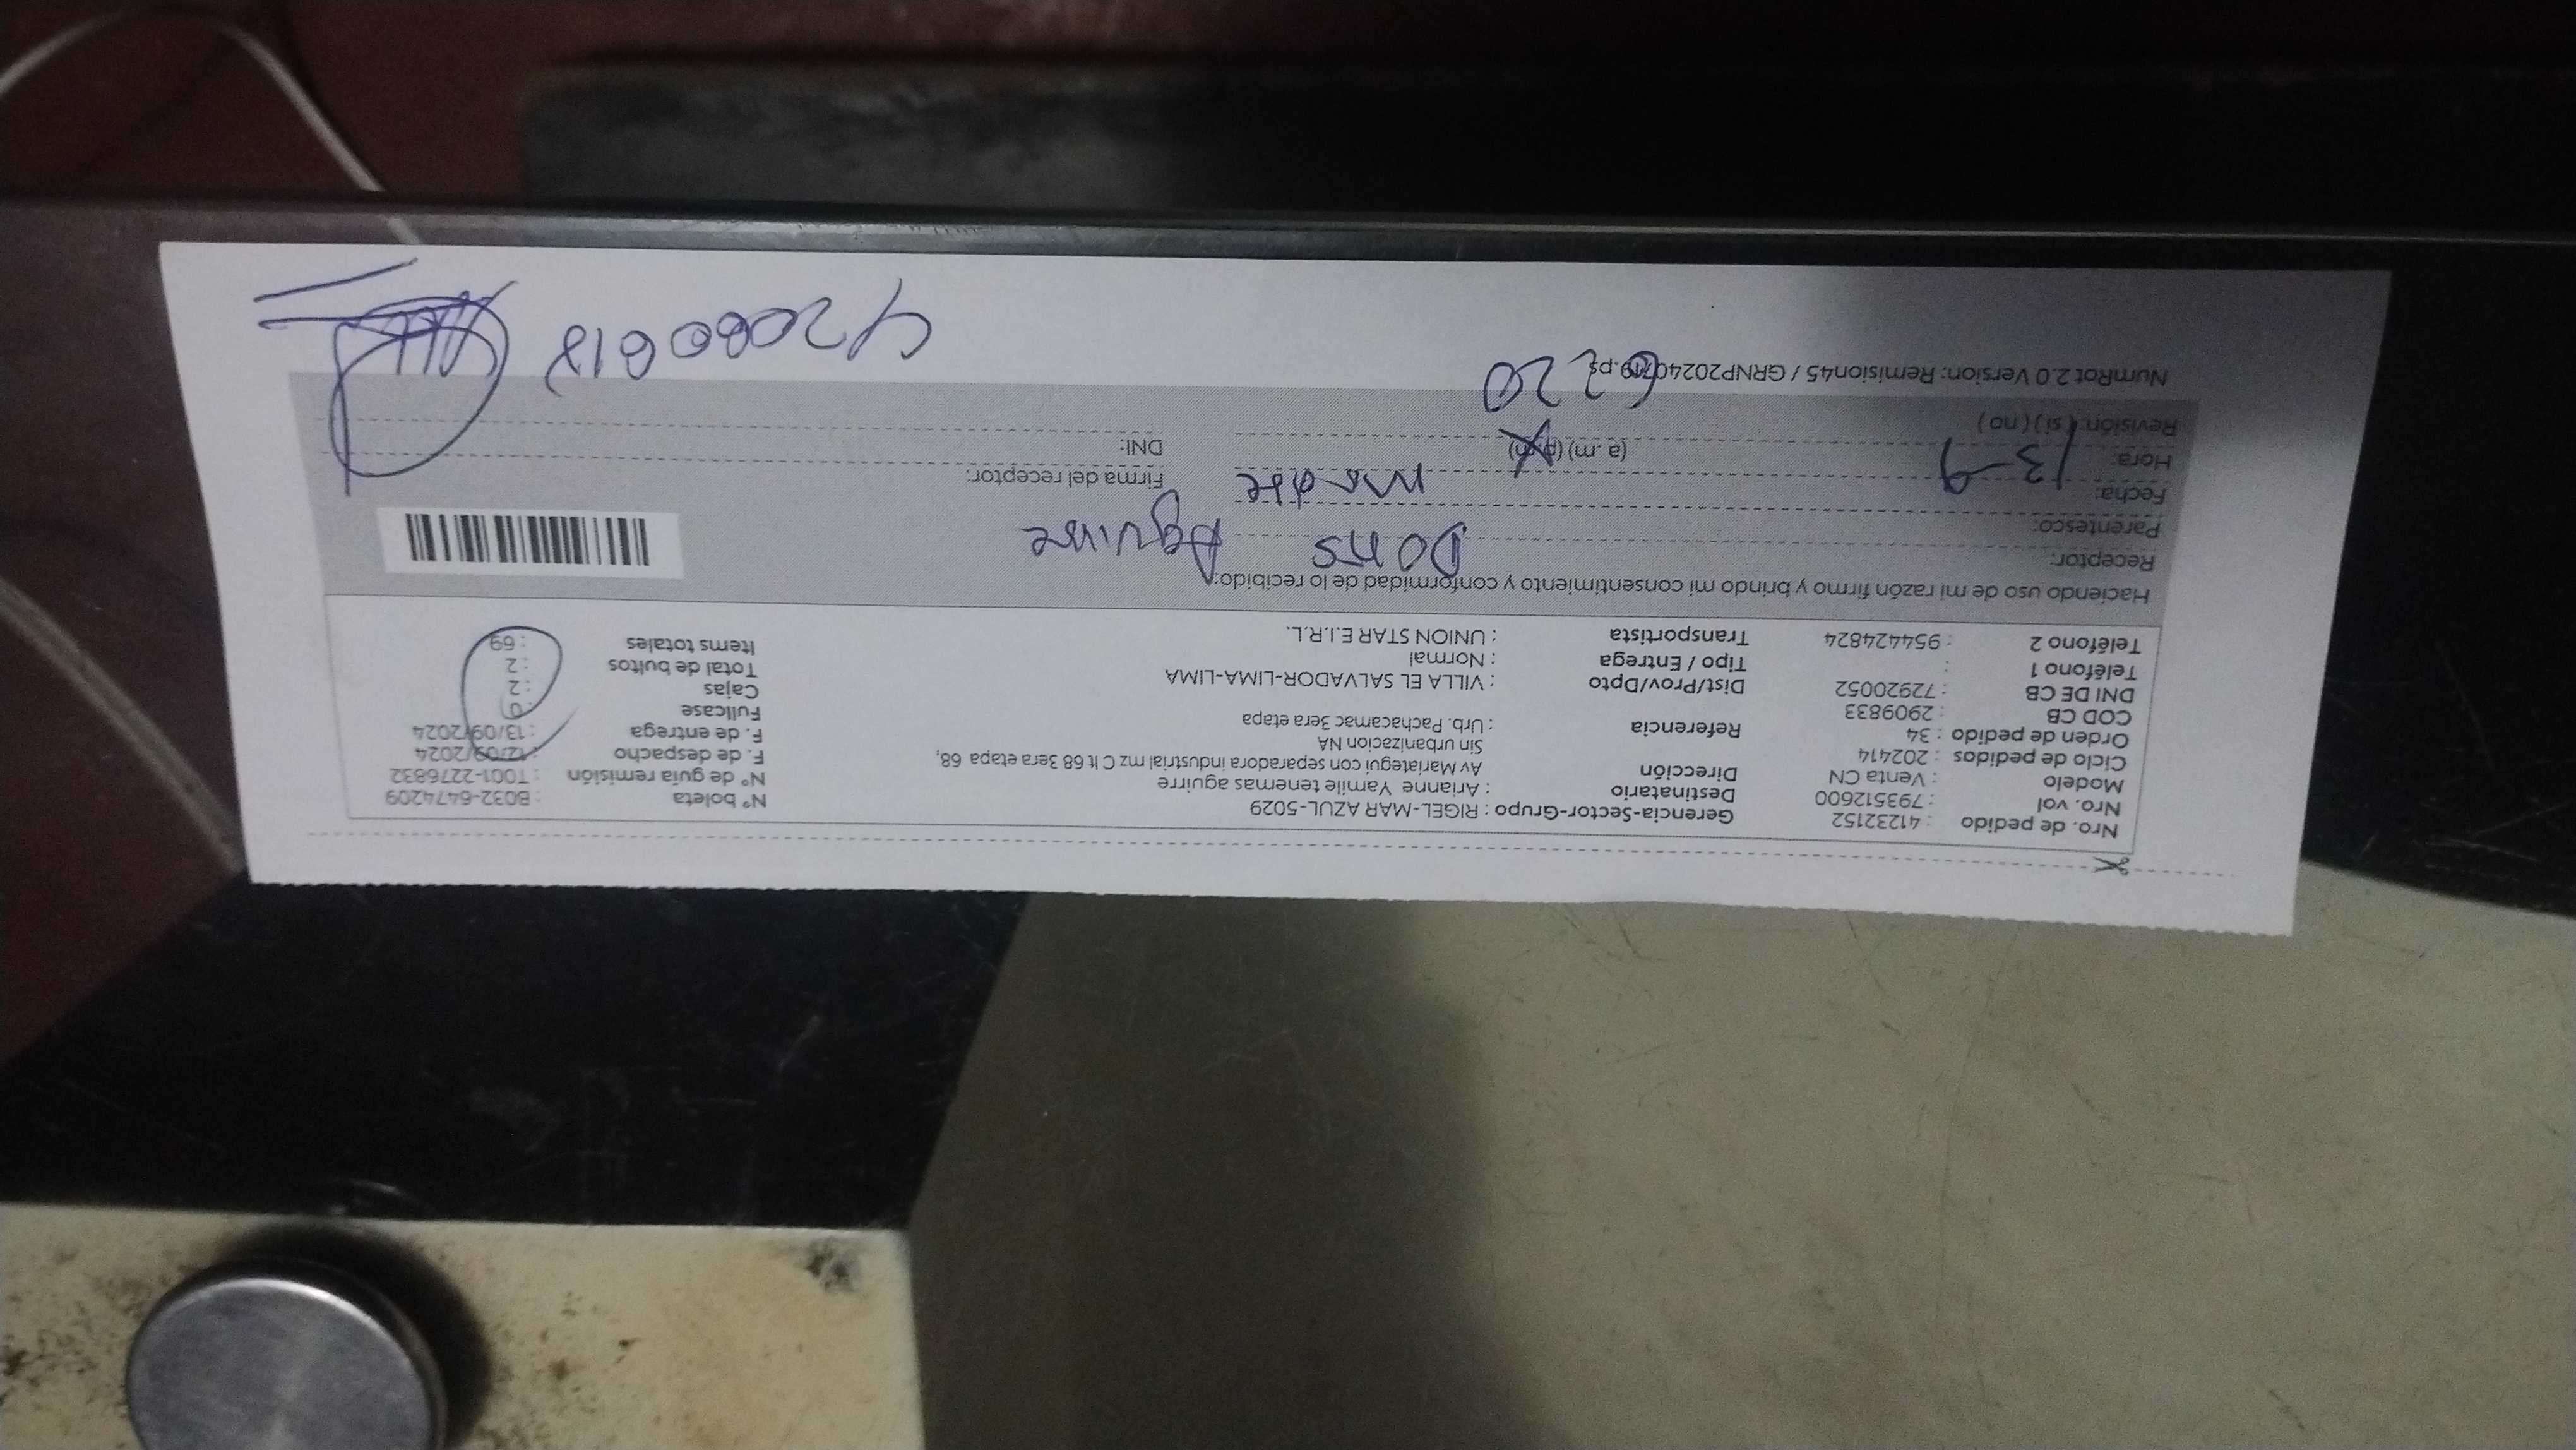 Nro. de pedido : 41232152 Gerencia-Sector-Grupo : RIGEL-MAR AZUL-5029 N° boleta : B032-6474209
Nro. vol : 793512600 Destinatario : Arianne Yamile tenemas aguirre N° de guía remisión : T001-2276832
Modelo : Venta CN Dirección Av Mariategui con separadora industrial mz C lt 68 3era etapa 68, F. de despacho : 12/09/2024
Ciclo de pedidos : 202414 Sin urbanizacion NA F. de entrega : 13/09/2024
Orden de pedido : 34 Referencia : Urb. Pachacamac 3era etapa Fullcase : 0
COD CB : 2909833 Cajas : 2
DNI DE CB : 72920052 Dist/Prov/Dpto : VILLA EL SALVADOR-LIMA-LIMA Total de bultos : 2
Teléfono 1 : Tipo / Entrega : Normal Items totales : 69
Teléfono 2 : 954424824 Transportista : UNION STAR E.I.R.L.
Haciendo uso de mi razón firmo y brindo mi consentimiento y conformidad de lo recibido:
Receptor: Doris Aguirre
Parentesco: Madre
Fecha: 13-9 Firma del receptor:
Hora: (a.m) (p.m) DNI:
Revisión: ( si ) ( no )
6 20
NumRot 2.0 Version: Remision45 / GRNP20240719.ps